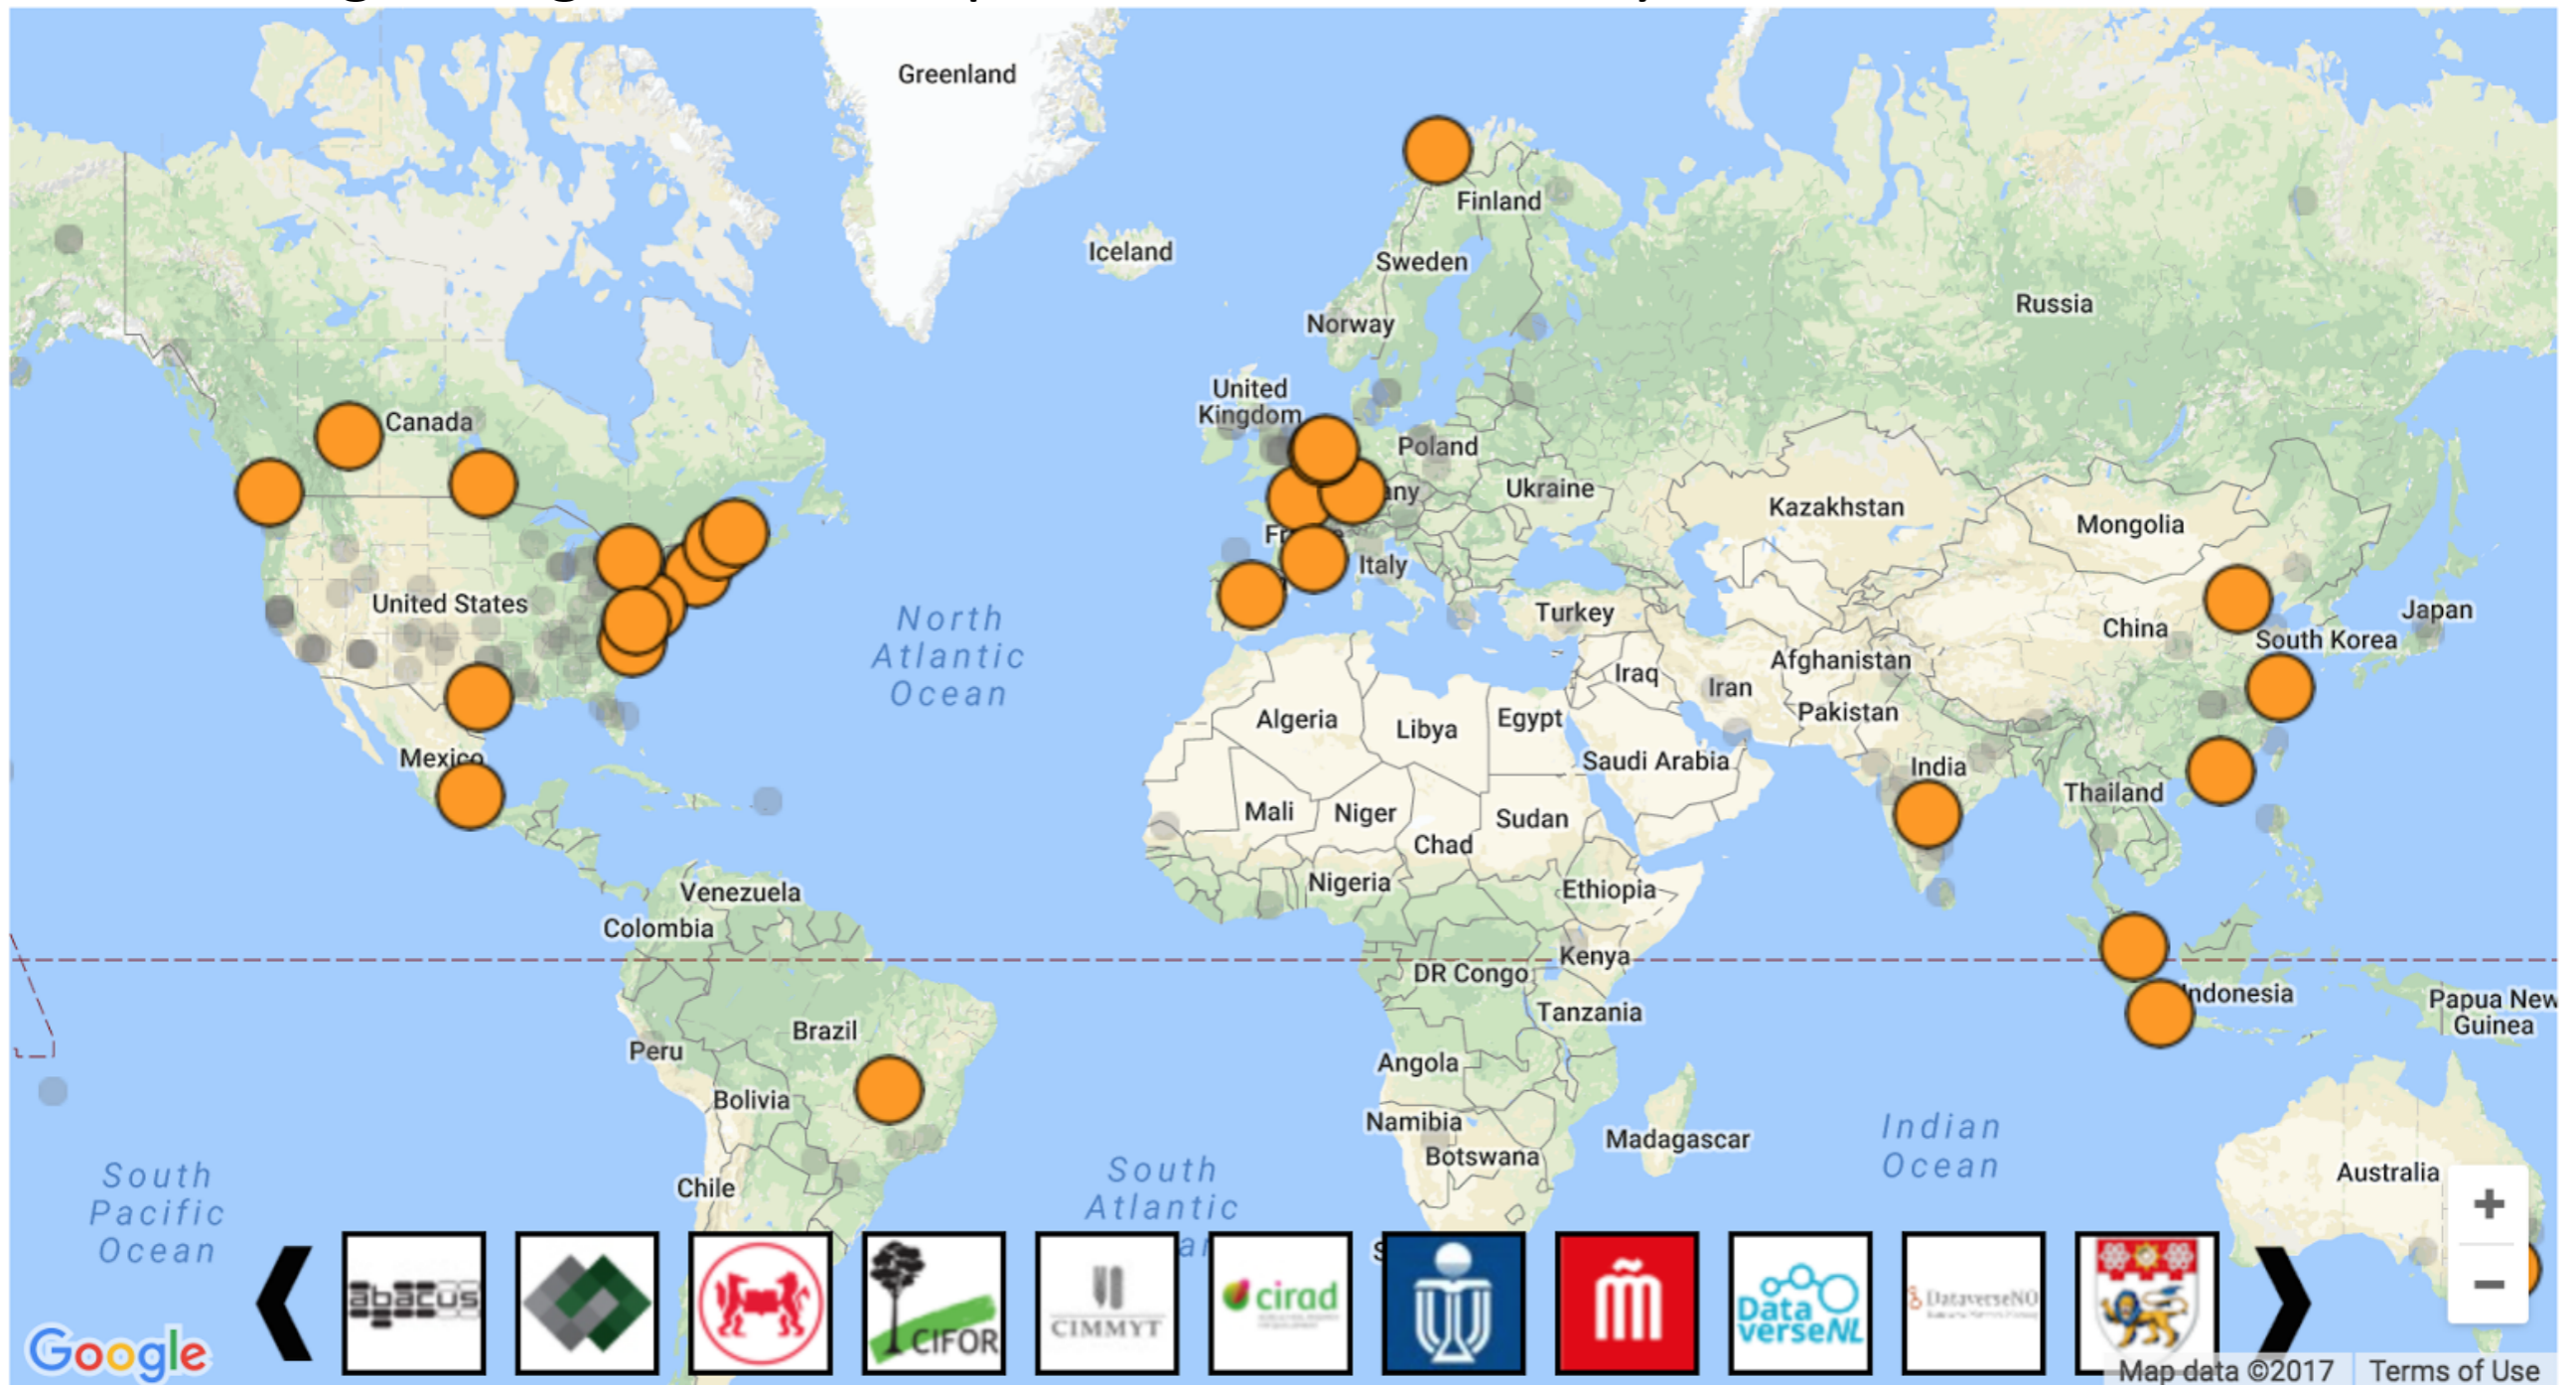 Greenland
Iceland
Finland
Sweden
Norway
Russia
United
Kingdom
Canada
Poland
Ukraine
Kazakhstan
Mongolia
Italy
United States
North
Atlantic
Ocean
Turkey
Japan
China
South Korea
Afghanistan
Iraq
Iran
Pakistan
Algeria
Libya
Egypt
Saudi Arabia
Mexico
India
Thailand
Mali
Niger
Sudan
Chad
Nigeria
Ethiopia
Venezuela
Colombia
Kenya
DR Congo
Indonesia
Papua New
Guinea
Tanzania
Brazil
Peru
Angola
Bolivia
Namibia
Botswana
Madagascar
Indian
Ocean
South
Pacific
Ocean
South
Atlantic
Chile
Australia
abacus
CIFOR
CIMMYT
cirad
Data
verseNL
DataverseNO
Google
Map data ©2017
Terms of Use